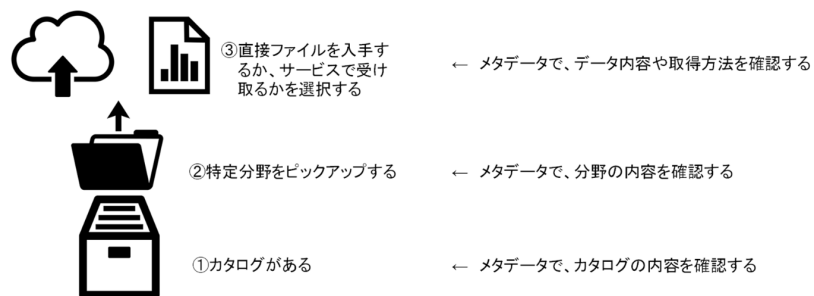 ③直接ファイルを入手す
るか、サービスで受け
取るかを選択する
← メタデータで、データ内容や取得方法を確認する
②特定分野をピックアップする
← メタデータで、分野の内容を確認する
①カタログがある
← メタデータで、カタログの内容を確認する